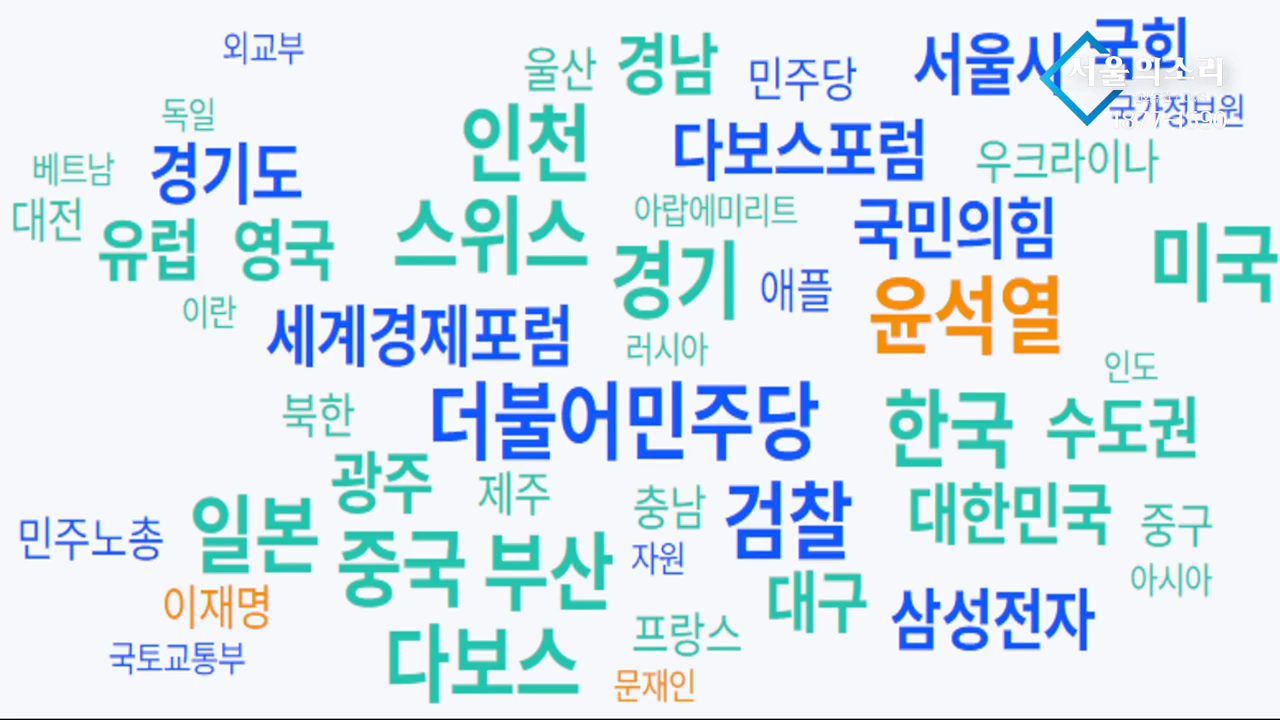 외교부
울산
경남
민주당
서울시
국회
서울의소리
국가정보원
독일
인천
다보스포럼
우크라이나
베트남
경기도
대전
유럽
영국
스위스
아랍에미리트
국민의힘
미국
경기
애플
윤석열
이란
세계경제포럼
러시아
인도
북한
더불어민주당
한국
수도권
광주
제주
충남
검찰
대한민국
중구
민주노총
일본
중국
부산
자원
아시아
이재명
대구
삼성전자
국토교통부
다보스
프랑스
문재인